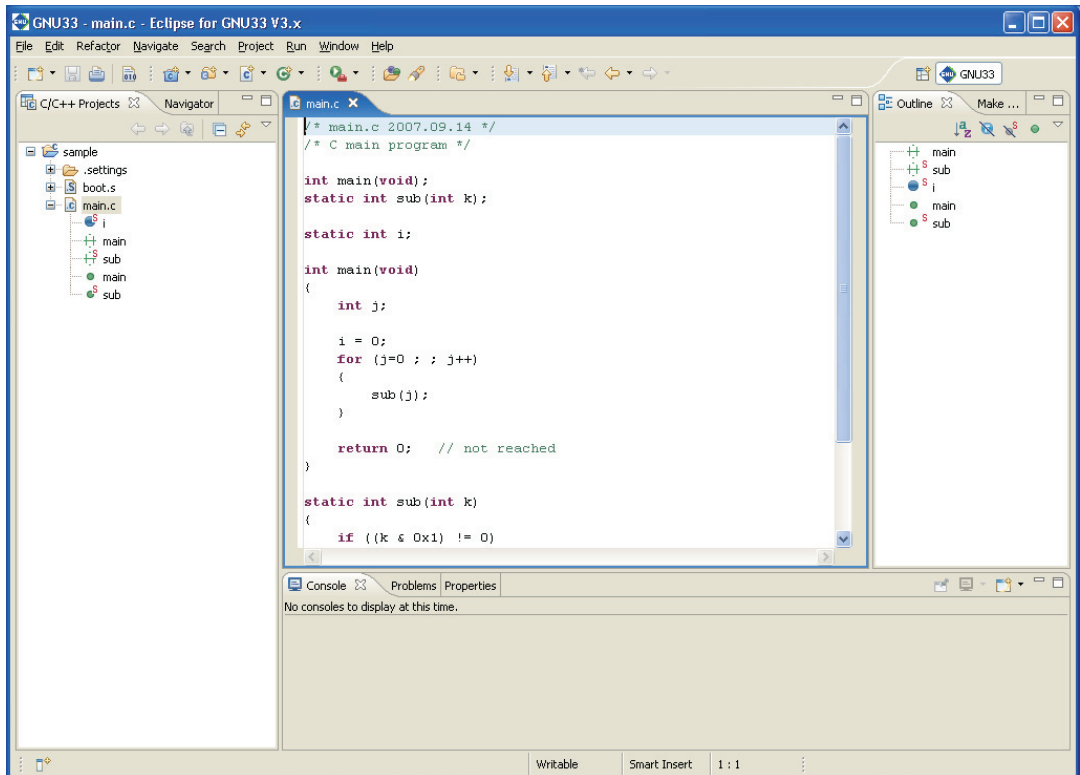 GNU33 - main.c - Eclipse for GNU33 V3.x
File Edit Refactor Navigate Search Project Run Window Help
GNU33
C/C++ Projects Navigator
sample
.settings
boot.s
main.c
i
main
sub
main
sub
main.c
/* main.c 2007.09.14 */
/* C main program */
int main(void);
static int sub(int k);
static int i;
int main(void)
{
int j;
i = 0;
for (j=0 ; ; j++)
{
sub(j);
}
return 0; // not reached
}
static int sub(int k)
{
if ((k & 0x1) != 0)
Outline Make ...
main
sub
i
main
sub
Console Problems Properties
No consoles to display at this time.
Writable Smart Insert 1 : 1